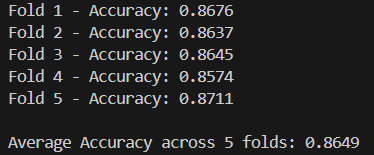 Fold 1 - Accuracy: 0.8676
Fold 2 - Accuracy: 0.8637
Fold 3 - Accuracy: 0.8645
Fold 4 - Accuracy: 0.8574
Fold 5 - Accuracy: 0.8711
Average Accuracy across 5 folds: 0.8649